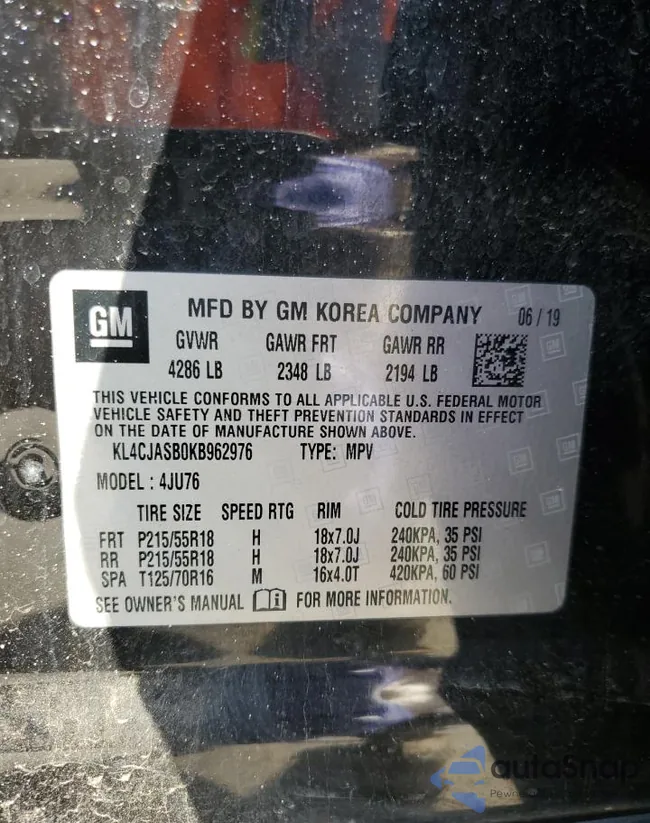 GM
MFD BY GM KOREA COMPANY 06 / 19
GVWR GAWR FRT GAWR RR
4286 LB 2348 LB 2194 LB
THIS VEHICLE CONFORMS TO ALL APPLICABLE U.S. FEDERAL MOTOR
VEHICLE SAFETY AND THEFT PREVENTION STANDARDS IN EFFECT
ON THE DATE OF MANUFACTURE SHOWN ABOVE.
KL4CJASB0KB962976 TYPE: MPV
MODEL : 4JU76
TIRE SIZE SPEED RTG RIM COLD TIRE PRESSURE
FRT P215/55R18 H 18x7.0J 240KPA, 35 PSI
RR P215/55R18 H 18x7.0J 240KPA, 35 PSI
SPA T125/70R16 M 16x4.0T 420KPA, 60 PSI
SEE OWNER'S MANUAL i FOR MORE INFORMATION.
autoSnap